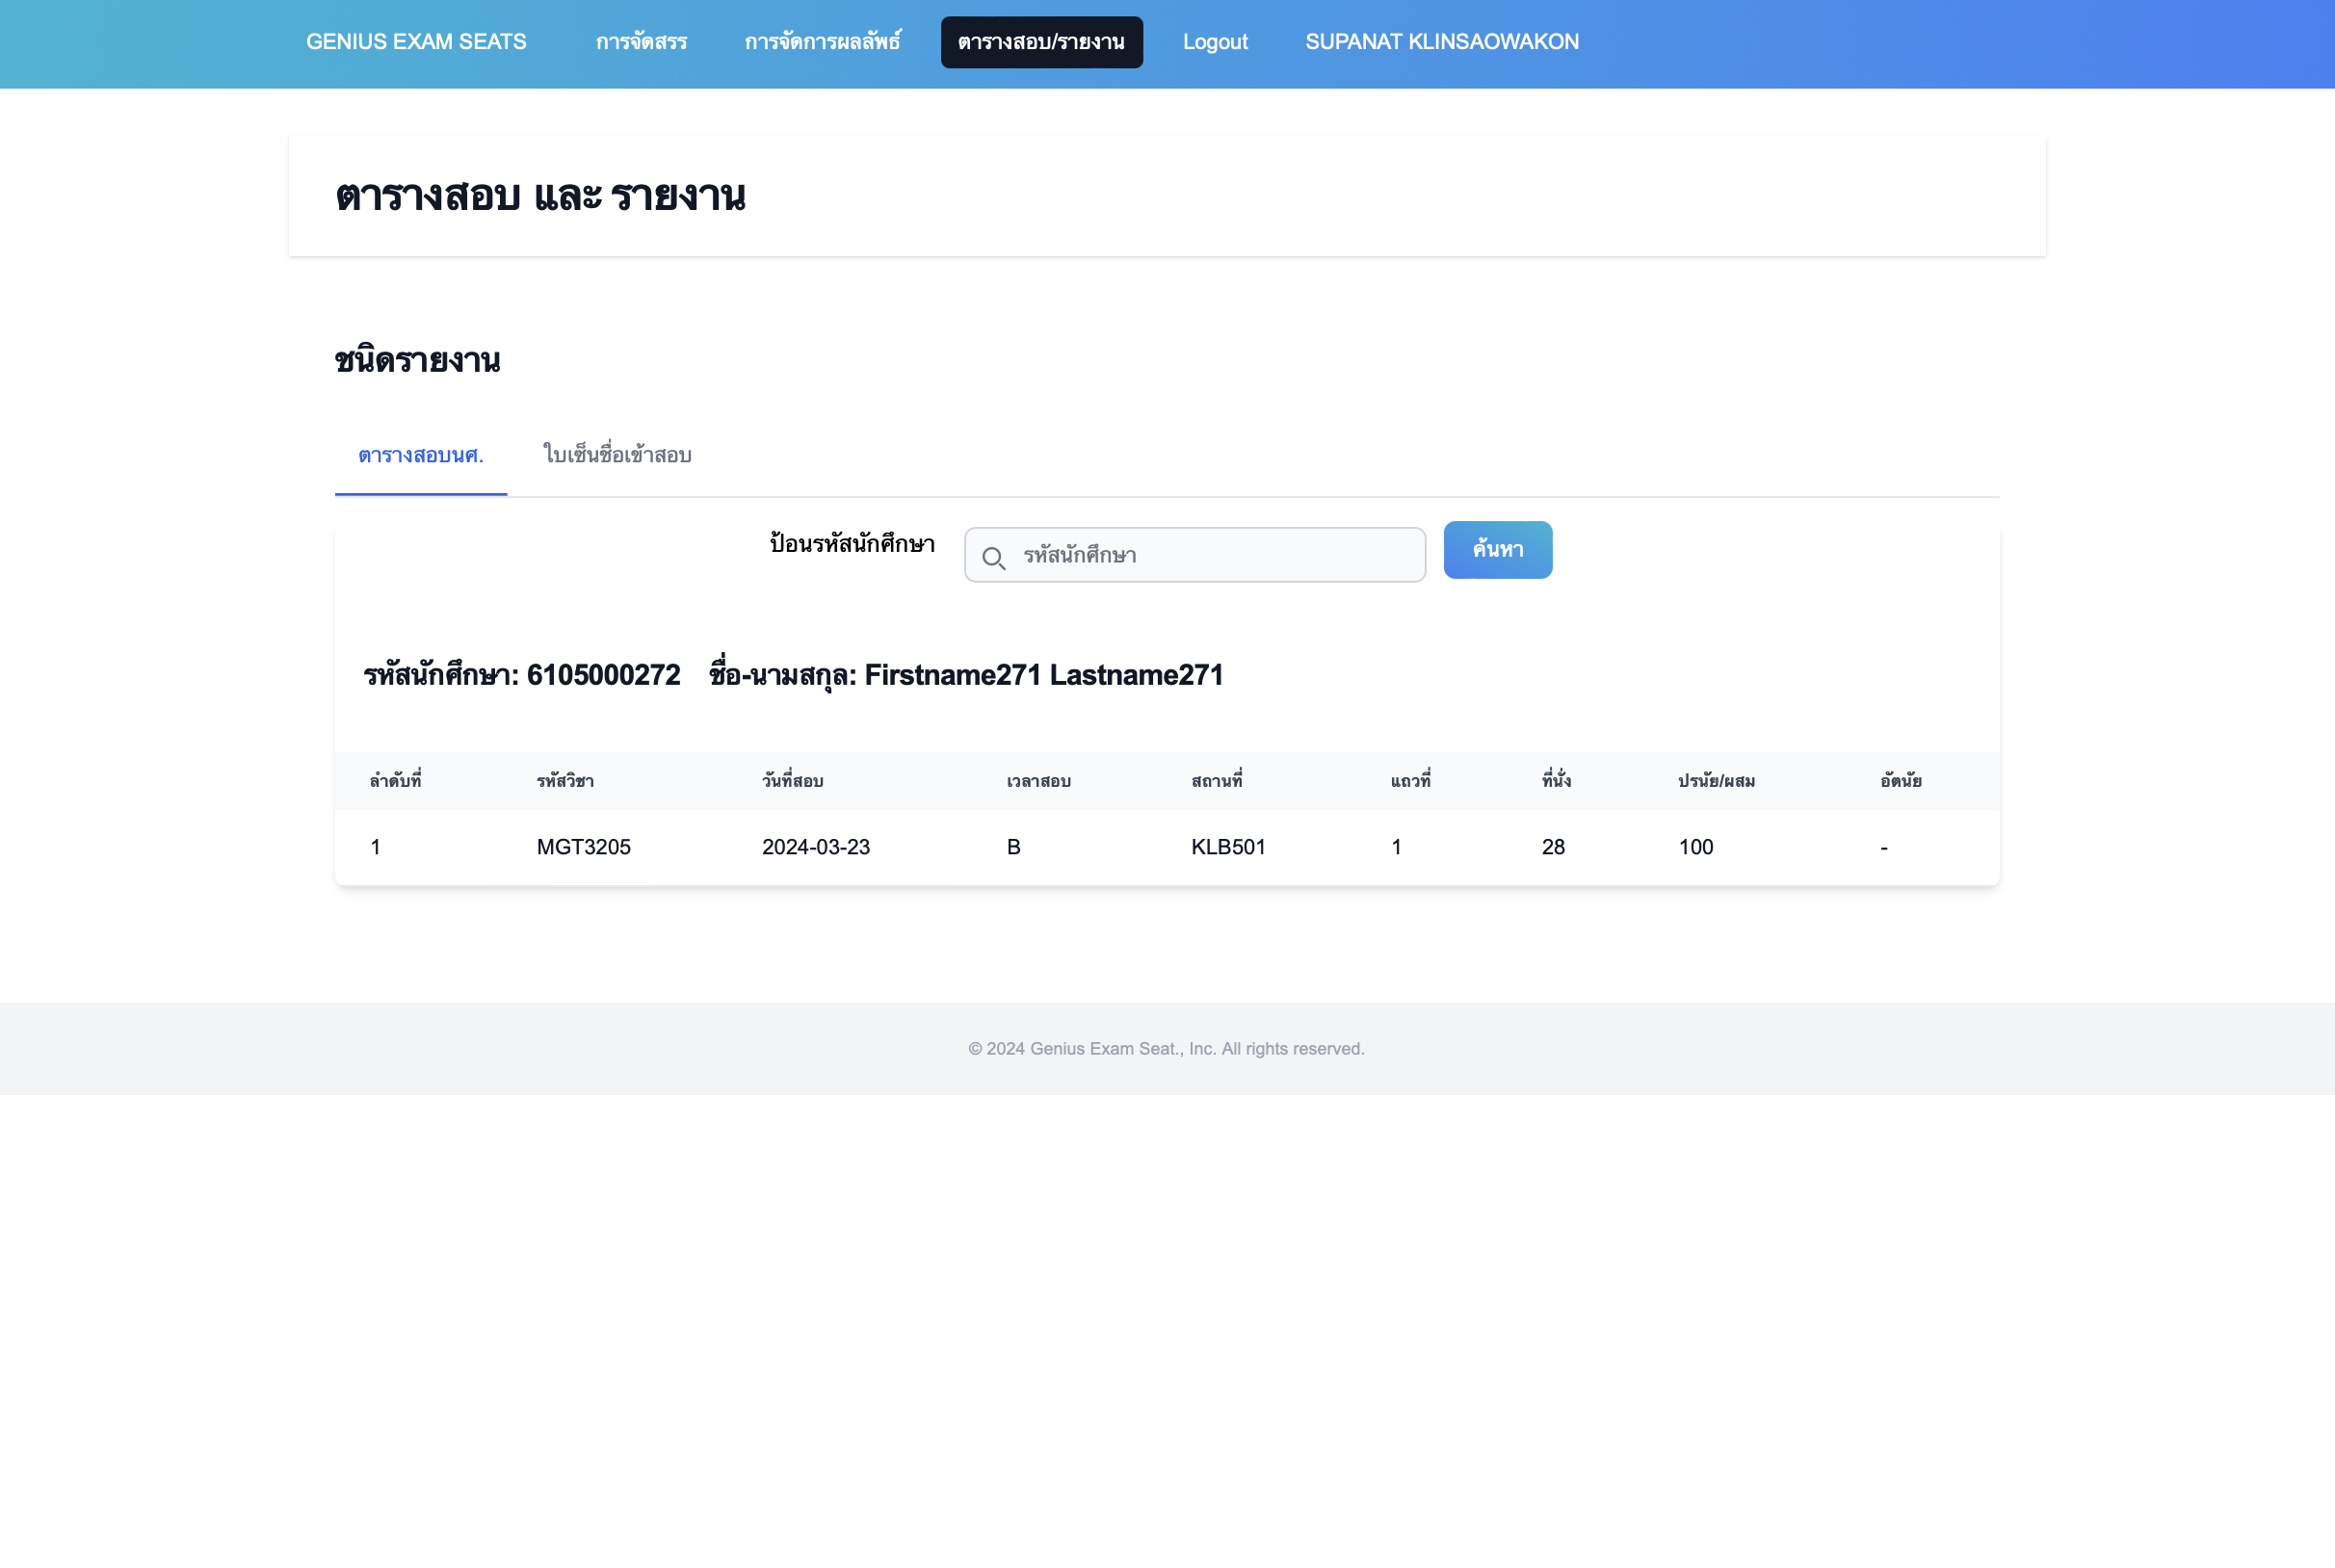 GENIUS EXAM SEATS การจัดสรร การจัดการผลลัพธ์ ตารางสอบ/รายงาน Logout SUPANAT KLINSAOWAKON
ตารางสอบ และ รายงาน
ชนิดรายงาน
ตารางสอบนศ. ใบเซ็นชื่อเข้าสอบ
ป้อนรหัสนักศึกษา รหัสนักศึกษา ค้นหา
รหัสนักศึกษา: 6105000272 ชื่อ-นามสกุล: Firstname271 Lastname271
ลำดับที่ รหัสวิชา วันที่สอบ เวลาสอบ สถานที่ แถวที่ ที่นั่ง ปรนัย/ผสม อัตนัย
1 MGT3205 2024-03-23 B KLB501 1 28 100 -
© 2024 Genius Exam Seat., Inc. All rights reserved.